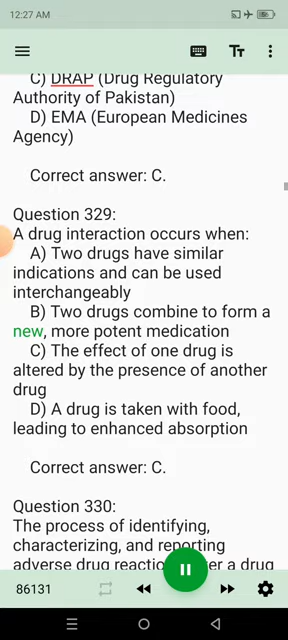 12:27 AM
C) DRAP (Drug Regulatory
Authority of Pakistan)
D) EMA (European Medicines
Agency)
Correct answer: C.
Question 329:
A drug interaction occurs when:
A) Two drugs have similar
indications and can be used
interchangeably
B) Two drugs combine to form a
new, more potent medication
C) The effect of one drug is
altered by the presence of another
drug
D) A drug is taken with food,
leading to enhanced absorption
Correct answer: C.
Question 330:
The process of identifying,
characterizing, and reporting
adverse drug a drug
86131